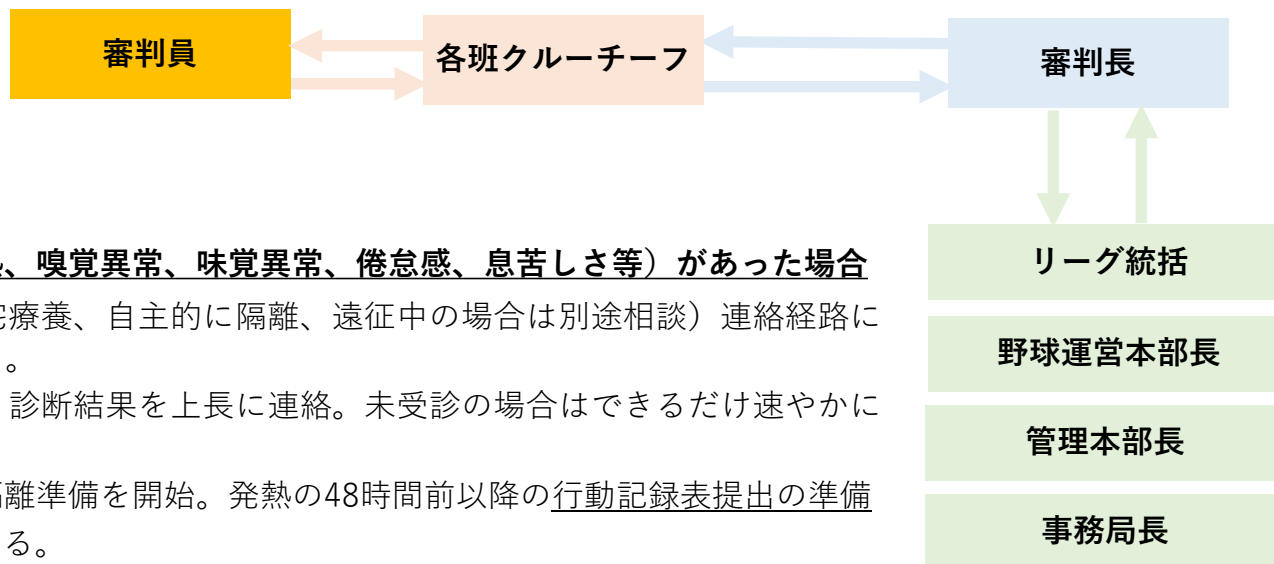 審判員
各班クルーチーフ
審判長
、嗅覚異常、味覚異常、倦怠感、息苦しさ等）があった場合
療養、自主的に隔離、遠征中の場合は別途相談）連絡経路に
。
診断結果を上長に連絡。未受診の場合はできるだけ速やかに
離準備を開始。発熱の48時間前以降の行動記録表提出の準備
る。
リーグ統括
野球運営本部長
管理本部長
事務局長